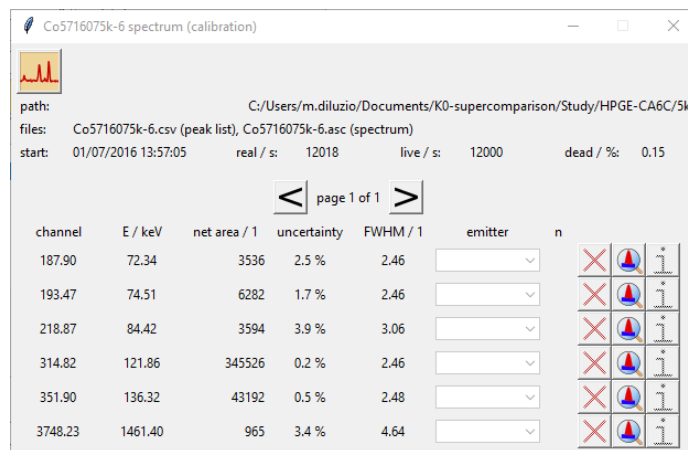 Co5716075k-6 spectrum (calibration)
path: C:/Users/m.diluzio/Documents/K0-supercomparison/Study/HPGE-CA6C/5k
files: Co5716075k-6.csv (peak list), Co5716075k-6.asc (spectrum)
start: 01/07/2016 13:57:05 real / s: 12018 live / s: 12000 dead / %: 0.15
< page 1 of 1 >
channel E / keV net area / 1 uncertainty FWHM / 1 emitter n
187.90 72.34 3536 2.5 % 2.46
193.47 74.51 6282 1.7 % 2.46
218.87 84.42 3594 3.9 % 3.06
314.82 121.86 345526 0.2 % 2.46
351.90 136.32 43192 0.5 % 2.48
3748.23 1461.40 965 3.4 % 4.64